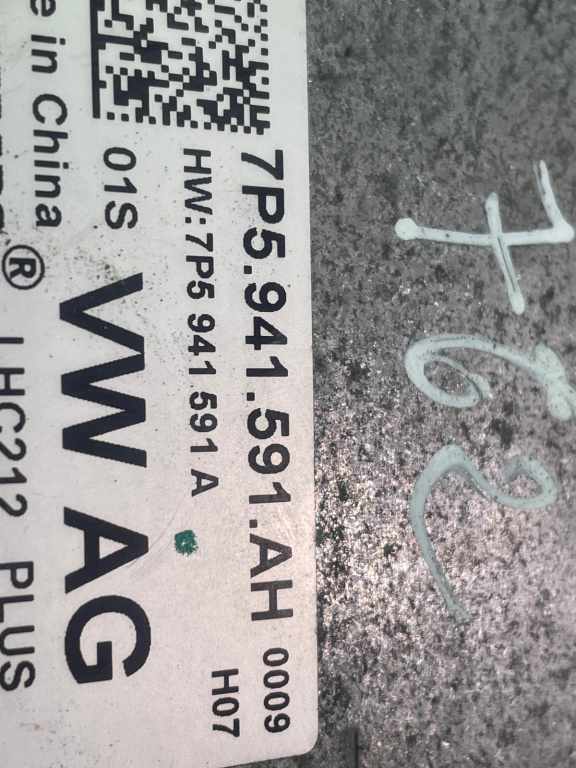 7P5.941.591.AH 0009
HW:7P5 941 591 A H07
01S VW AG
e in China
® LHC212 PLUS
762